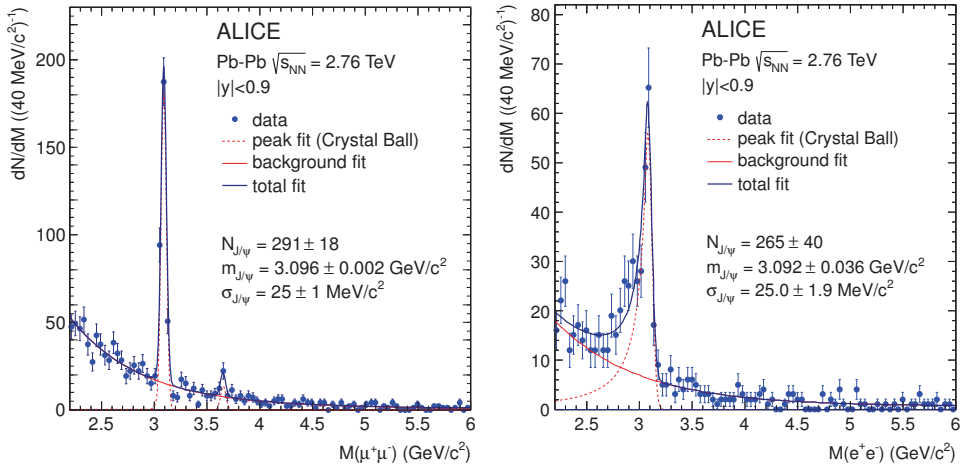 ALICE
Pb-Pb √s_NN = 2.76 TeV
|y|<0.9
data
peak fit (Crystal Ball)
background fit
total fit
N_J/ψ = 291± 18
m_J/ψ = 3.096 ± 0.002 GeV/c²
σ_J/ψ = 25 ± 1 MeV/c²
dN/dM ((40 MeV/c²)⁻¹)
200
150
100
50
0
2.5
3
3.5
4
4.5
5
5.5
6
M(μ⁺μ⁻) (GeV/c²)
ALICE
Pb-Pb √s_NN = 2.76 TeV
|y|<0.9
data
peak fit (Crystal Ball)
background fit
total fit
N_J/ψ = 265 ± 40
m_J/ψ = 3.092 ± 0.036 GeV/c²
σ_J/ψ = 25.0 ± 1.9 MeV/c²
dN/dM ((40 MeV/c²)⁻¹)
80
70
60
50
40
30
20
10
0
2.5
3
3.5
4
4.5
5
5.5
6
M(e⁺e⁻) (GeV/c²)